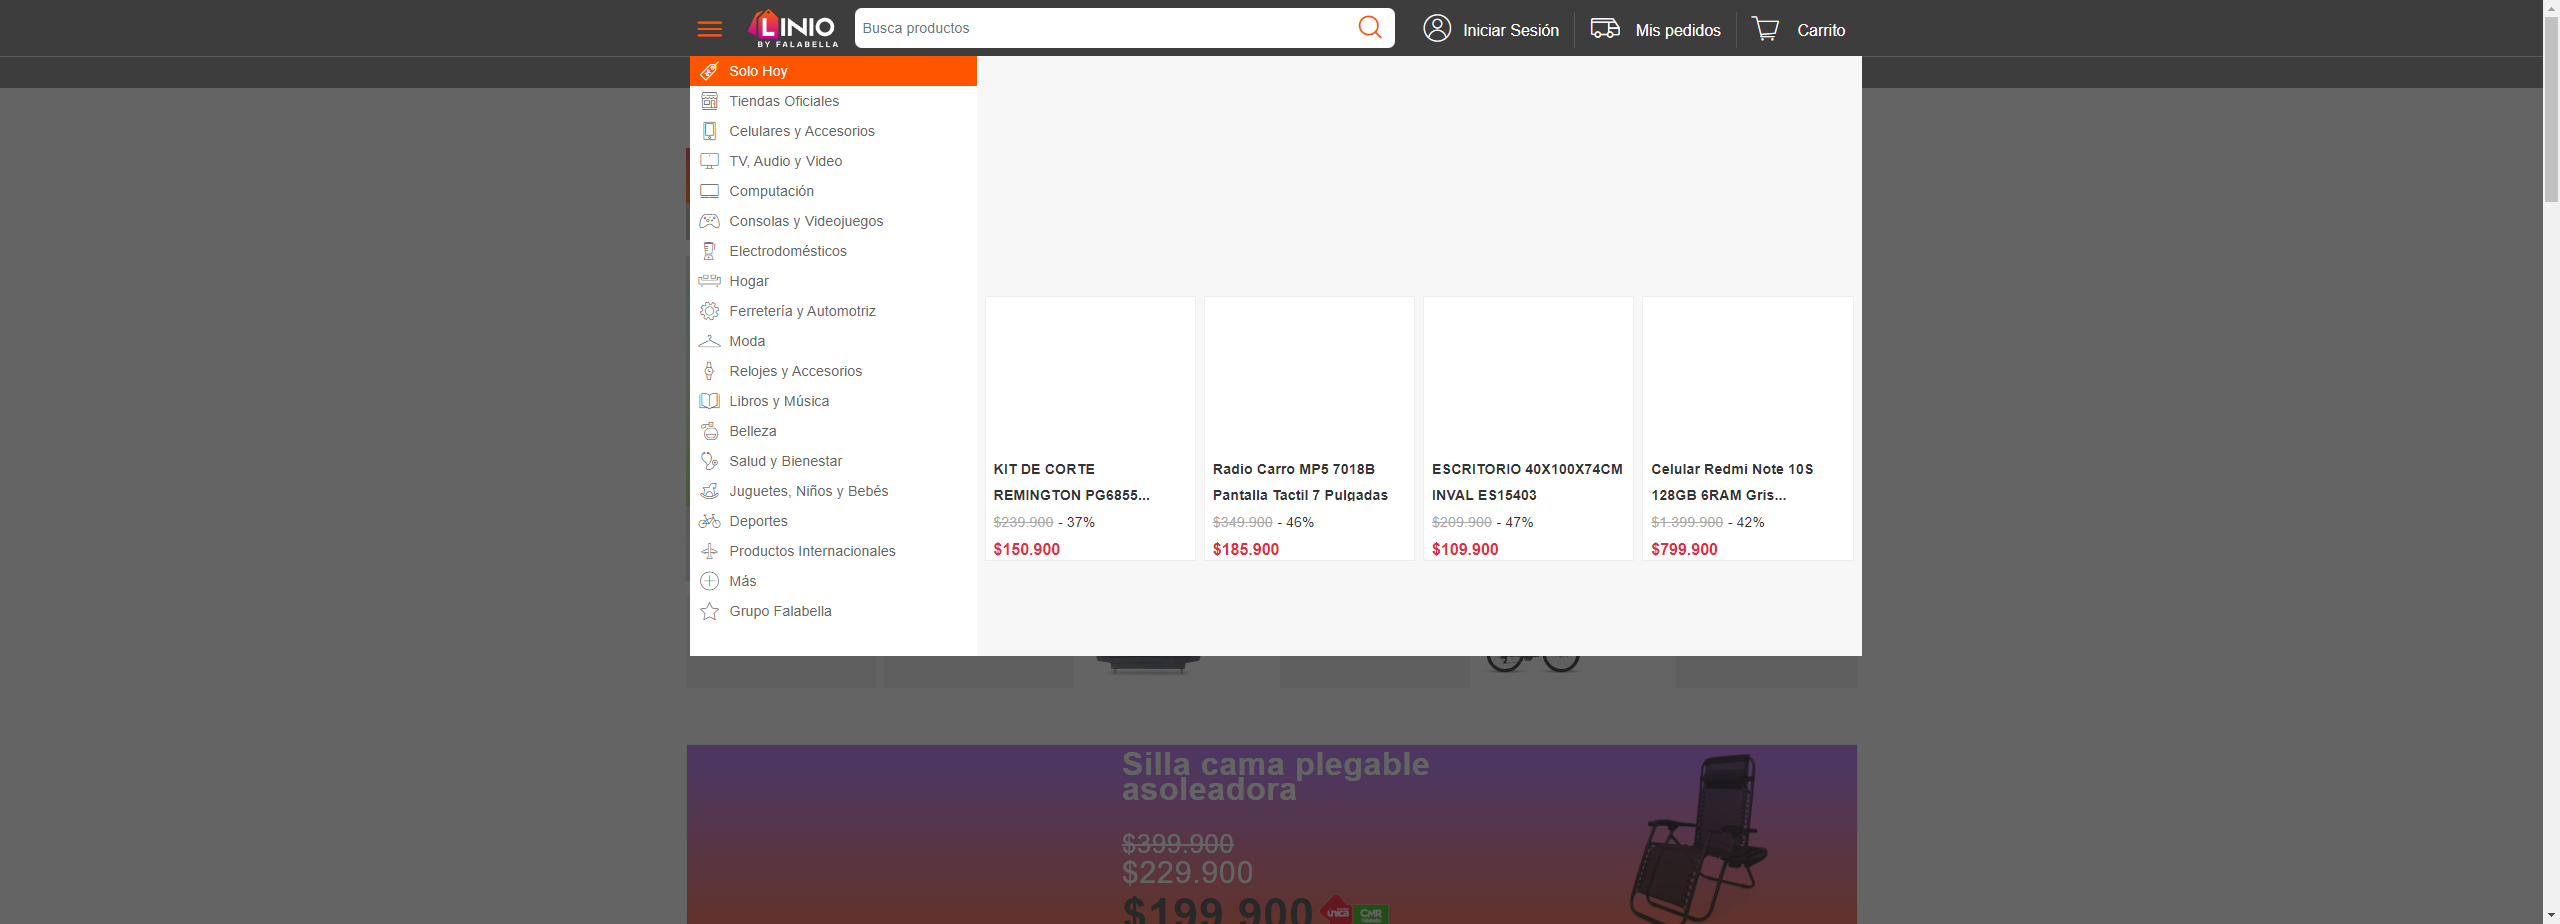 LINIO
BY FALABELLA
Busca productos
Iniciar Sesión
Mis pedidos
Carrito
Solo Hoy
Tiendas Oficiales
Celulares y Accesorios
TV, Audio y Video
Computación
Consolas y Videojuegos
Electrodomésticos
Hogar
Ferretería y Automotriz
Moda
Relojes y Accesorios
Libros y Música
Belleza
Salud y Bienestar
Juguetes, Niños y Bebés
Deportes
Productos Internacionales
Más
Grupo Falabella
KIT DE CORTE
REMINGTON PG6855...
$239.900 - 37%
$150.900
Radio Carro MP5 7018B
Pantalla Tactil 7 Pulgadas
$349.900 - 46%
$185.900
ESCRITORIO 40X100X74CM
INVAL ES15403
$209.900 - 47%
$109.900
Celular Redmi Note 10S
128GB 6RAM Gris...
$1.399.900 - 42%
$799.900
Silla cama plegable
asoleadora
$399.900
$229.900
$199.900
única
CMR